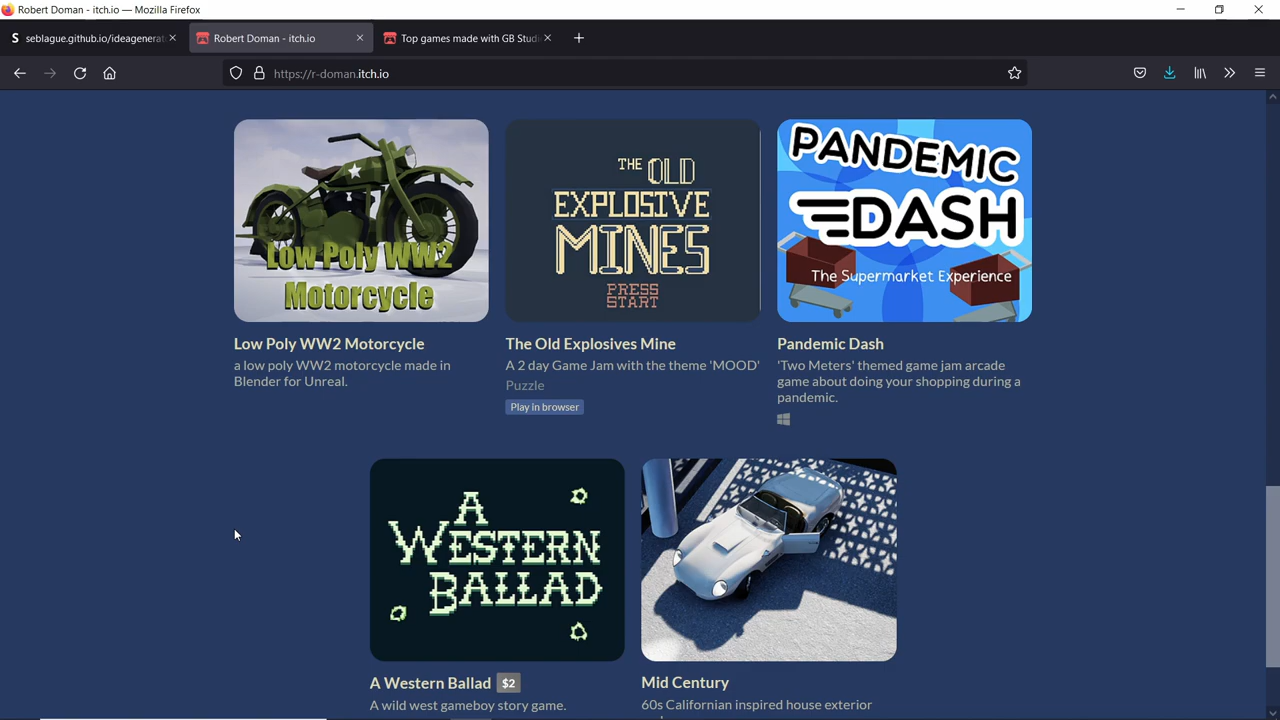 Robert Doman - itch.io — Mozilla Firefox
seblague.github.io/ideagenerat
Robert Doman - itch.io
Top games made with GB Studi
https://r-doman.itch.io
Low Poly WW2
Motorcycle
THE OLD
EXPLOSIVE
MINES
PRESS
START
PANDEMIC
DASH
The Supermarket Experience
Low Poly WW2 Motorcycle
a low poly WW2 motorcycle made in
Blender for Unreal.
The Old Explosives Mine
A 2 day Game Jam with the theme 'MOOD'
Puzzle
Play in browser
Pandemic Dash
'Two Meters' themed game jam arcade
game about doing your shopping during a
pandemic.
A
WESTERN
BALLAD
A Western Ballad $2
A wild west gameboy story game.
Mid Century
60s Californian inspired house exterior